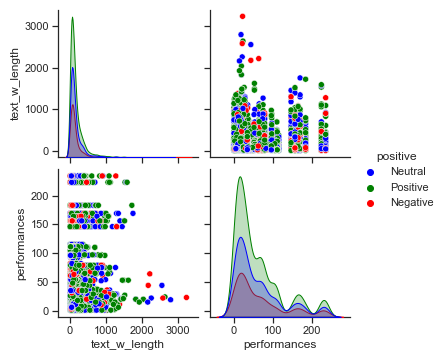 3000
2000
1000
0
text_w_length
200
150
100
50
0
performances
0
1000
2000
3000
text_w_length
0
100
200
performances
positive
Neutral
Positive
Negative